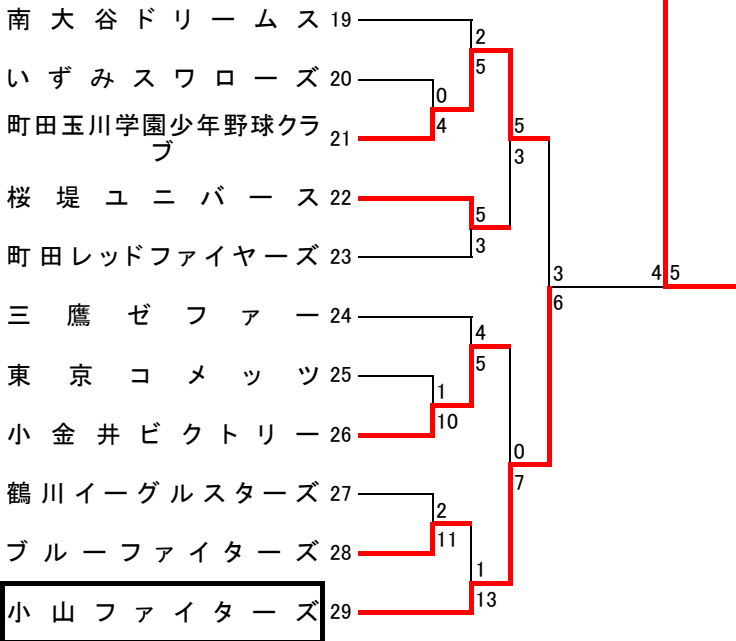 南大谷ドリームス 19
2
5
いずみスワローズ 20
0
4
町田玉川学園少年野球クラ
ブ
21
5
3
桜堤ユニバース 22
5
3
町田レッドファイヤーズ 23
3
6
4 5
三鷹ゼファー 24
4
5
東京コメッツ 25
1
10
小金井ビクトリー 26
0
7
鶴川イーグルスターズ 27
2
11
ブルーファイターズ 28
1
13
小山ファイターズ 29